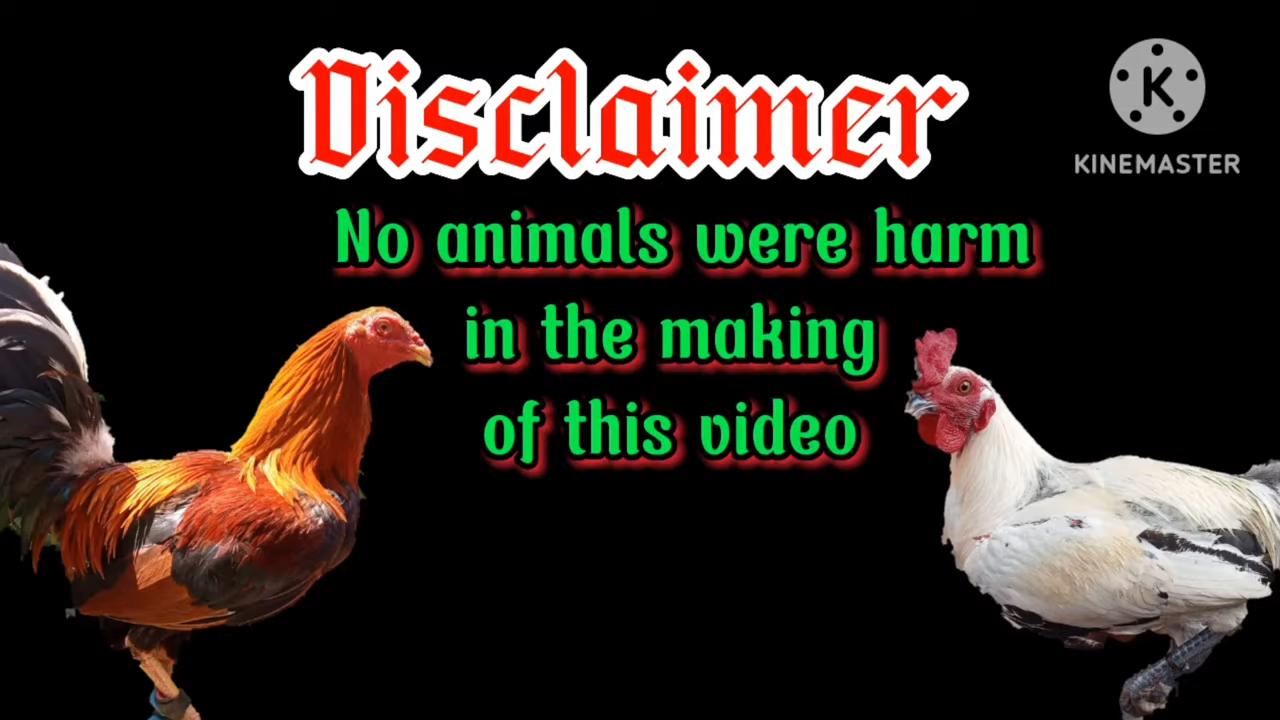 Disclaimer
K
KINEMASTER
No animals were harm
in the making
of this video